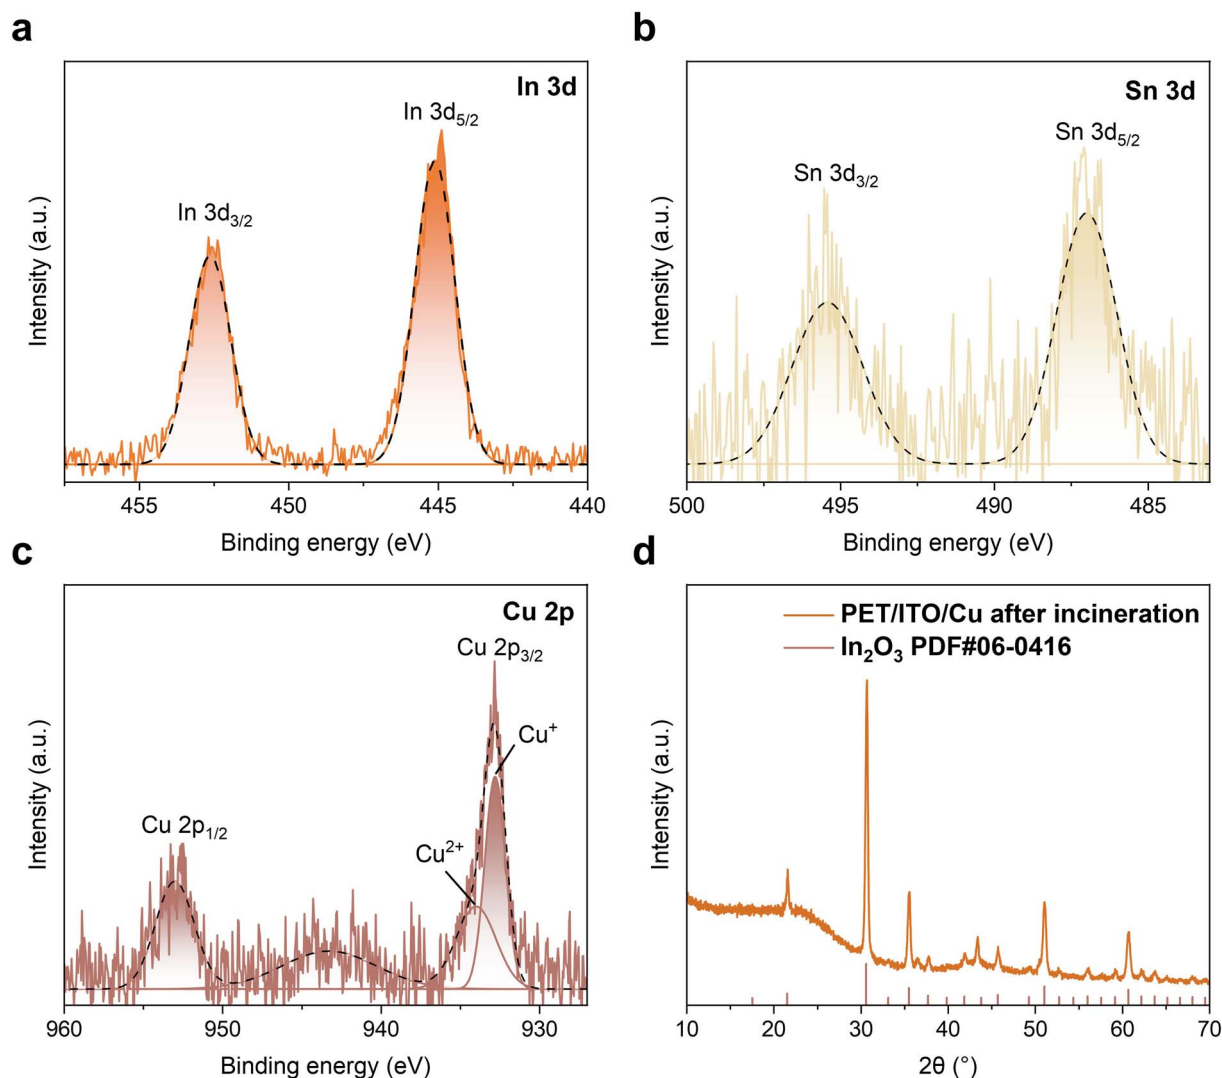 a
In 3d
In 3d5/2
In 3d3/2
Intensity (a.u.)
455 450 445 440
Binding energy (eV)
b
Sn 3d
Sn 3d5/2
Sn 3d3/2
Intensity (a.u.)
500 495 490 485
Binding energy (eV)
c
Cu 2p
Cu 2p3/2
Cu+
Cu 2p1/2
Cu2+
Intensity (a.u.)
960 950 940 930
Binding energy (eV)
d
PET/ITO/Cu after incineration
In2O3 PDF#06-0416
Intensity (a.u.)
10 20 30 40 50 60 70
2θ (°)